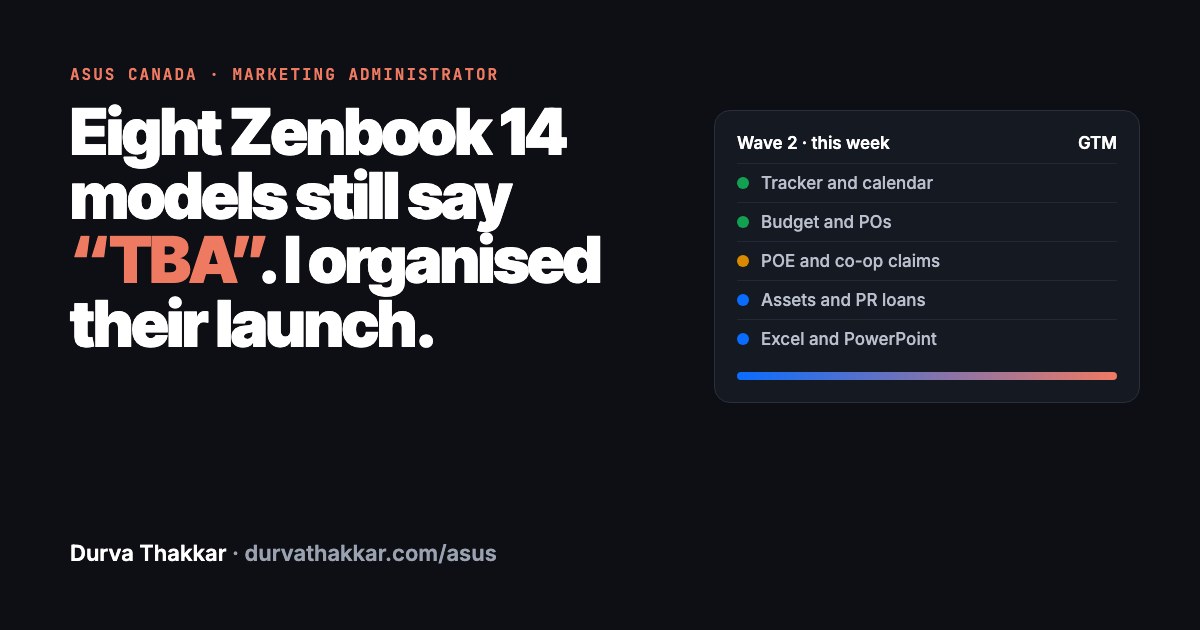 ASUS CANADA · MARKETING ADMINISTRATOR
Eight Zenbook 14
models still say
“TBA”. I organised
their launch.
Wave 2 · this week GTM
Tracker and calendar
Budget and POs
POE and co-op claims
Assets and PR loans
Excel and PowerPoint
Durva Thakkar · durvathakkar.com/asus